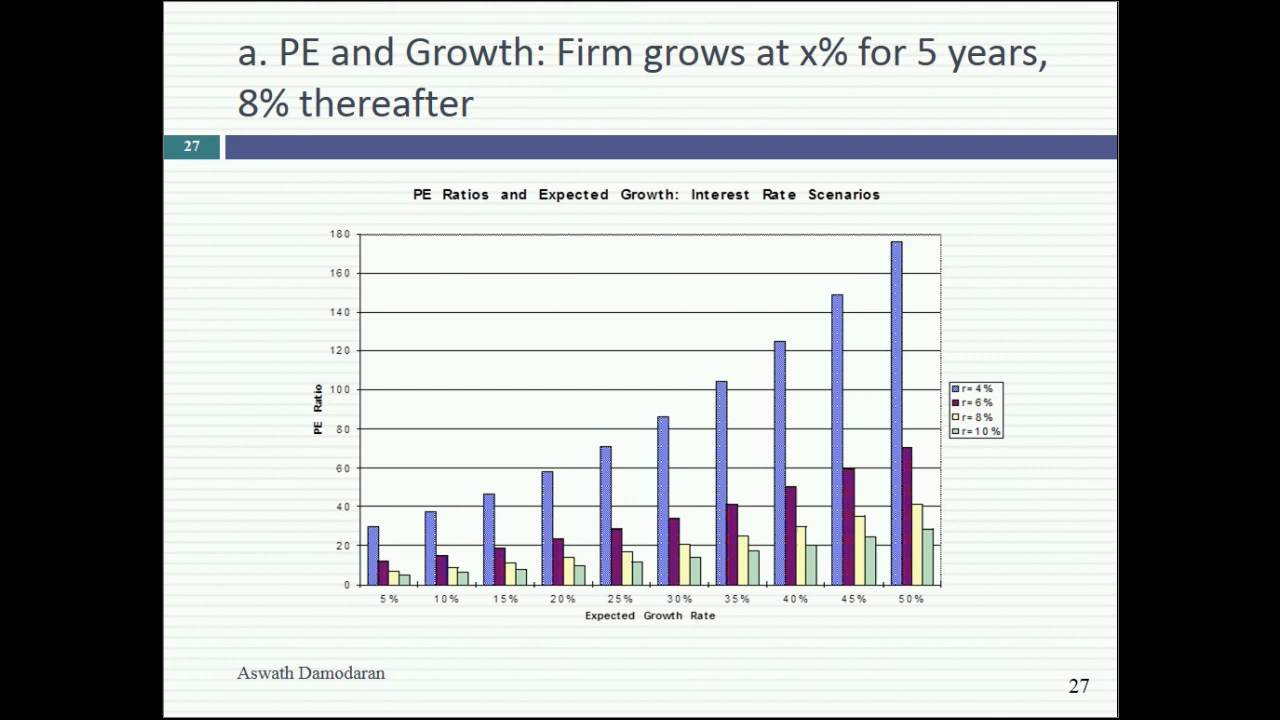 a. PE and Growth: Firm grows at x% for 5 years,
8% thereafter
27
PE Ratios and Expected Growth: Interest Rate Scenarios
180
160
140
120
100
80
60
40
20
0
PE Ratio
5% 10% 15% 20% 25% 30% 35% 40% 45% 50%
Expected Growth Rate
r=4%
r=6%
r=8%
r=10%
Aswath Damodaran
27